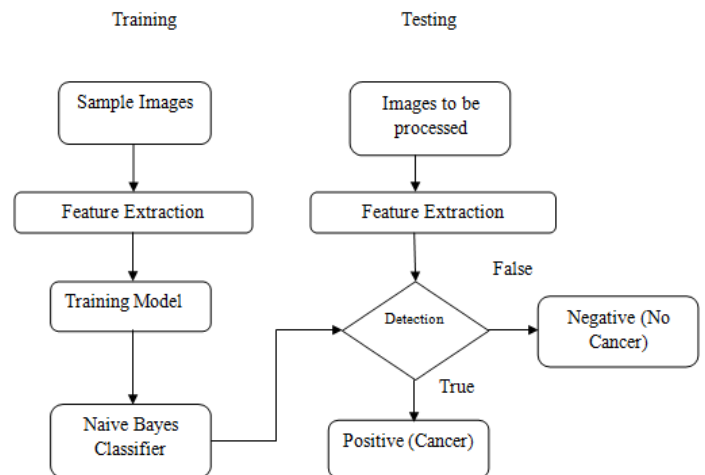 Training
Testing
Sample Images
Images to be
processed
Feature Extraction
Feature Extraction
Training Model
Detection
False
Negative (No
Cancer)
True
Naive Bayes
Classifier
Positive (Cancer)